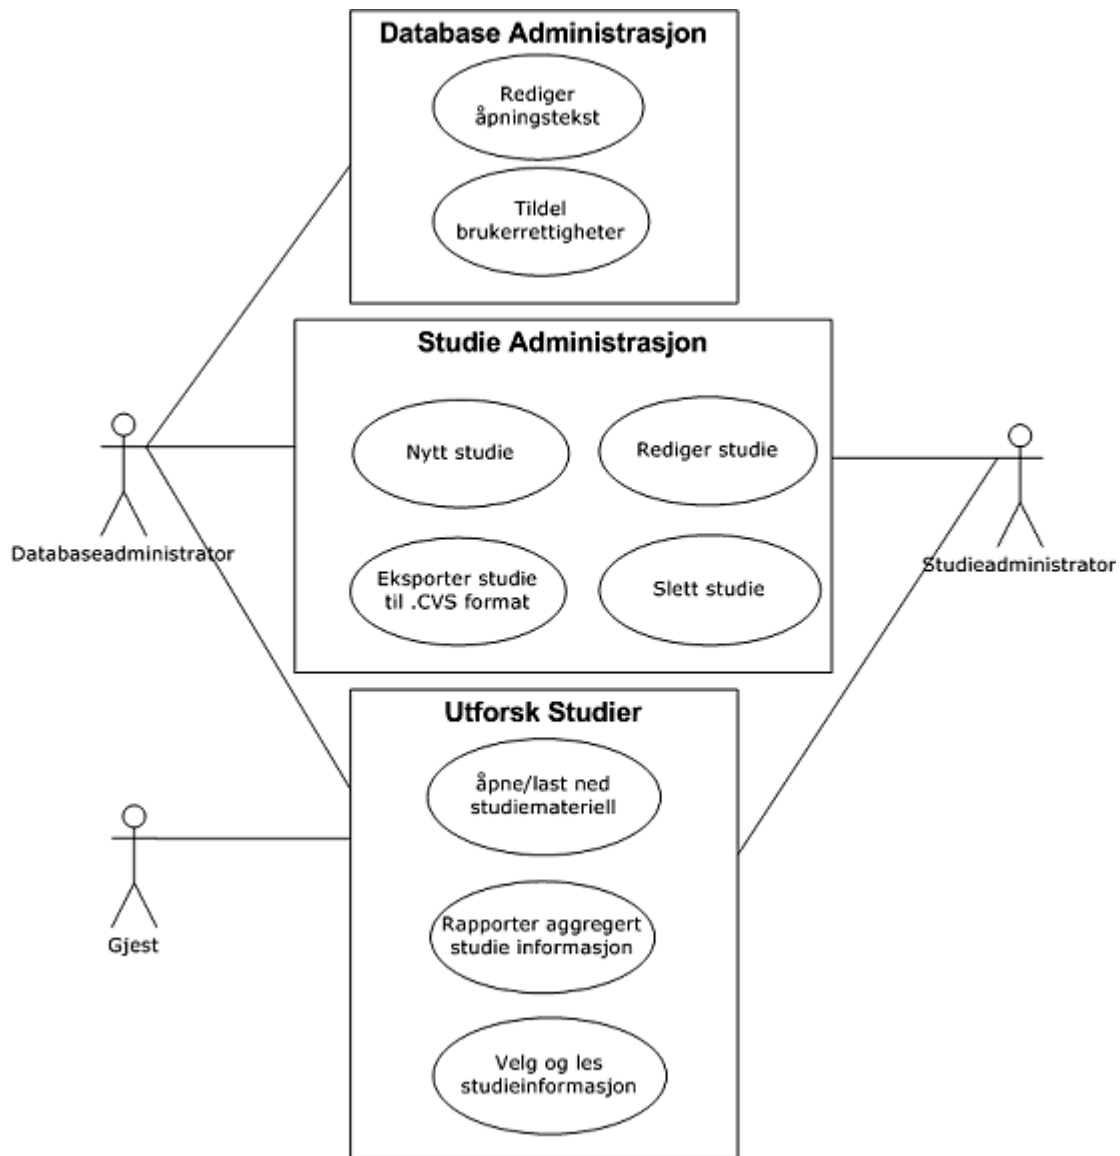 Database Administrasjon
Rediger
åpningstekst
Tildel
brukerrettigheter
Studie Administrasjon
Nytt studie
Rediger studie
Databaseadministrator
Studieadministrator
Eksporter studie
til .CVS format
Slett studie
Utforsk Studier
åpne/last ned
studiemateriell
Gjest
Rapporter aggregert
studie informasjon
Velg og les
studieinformasjon